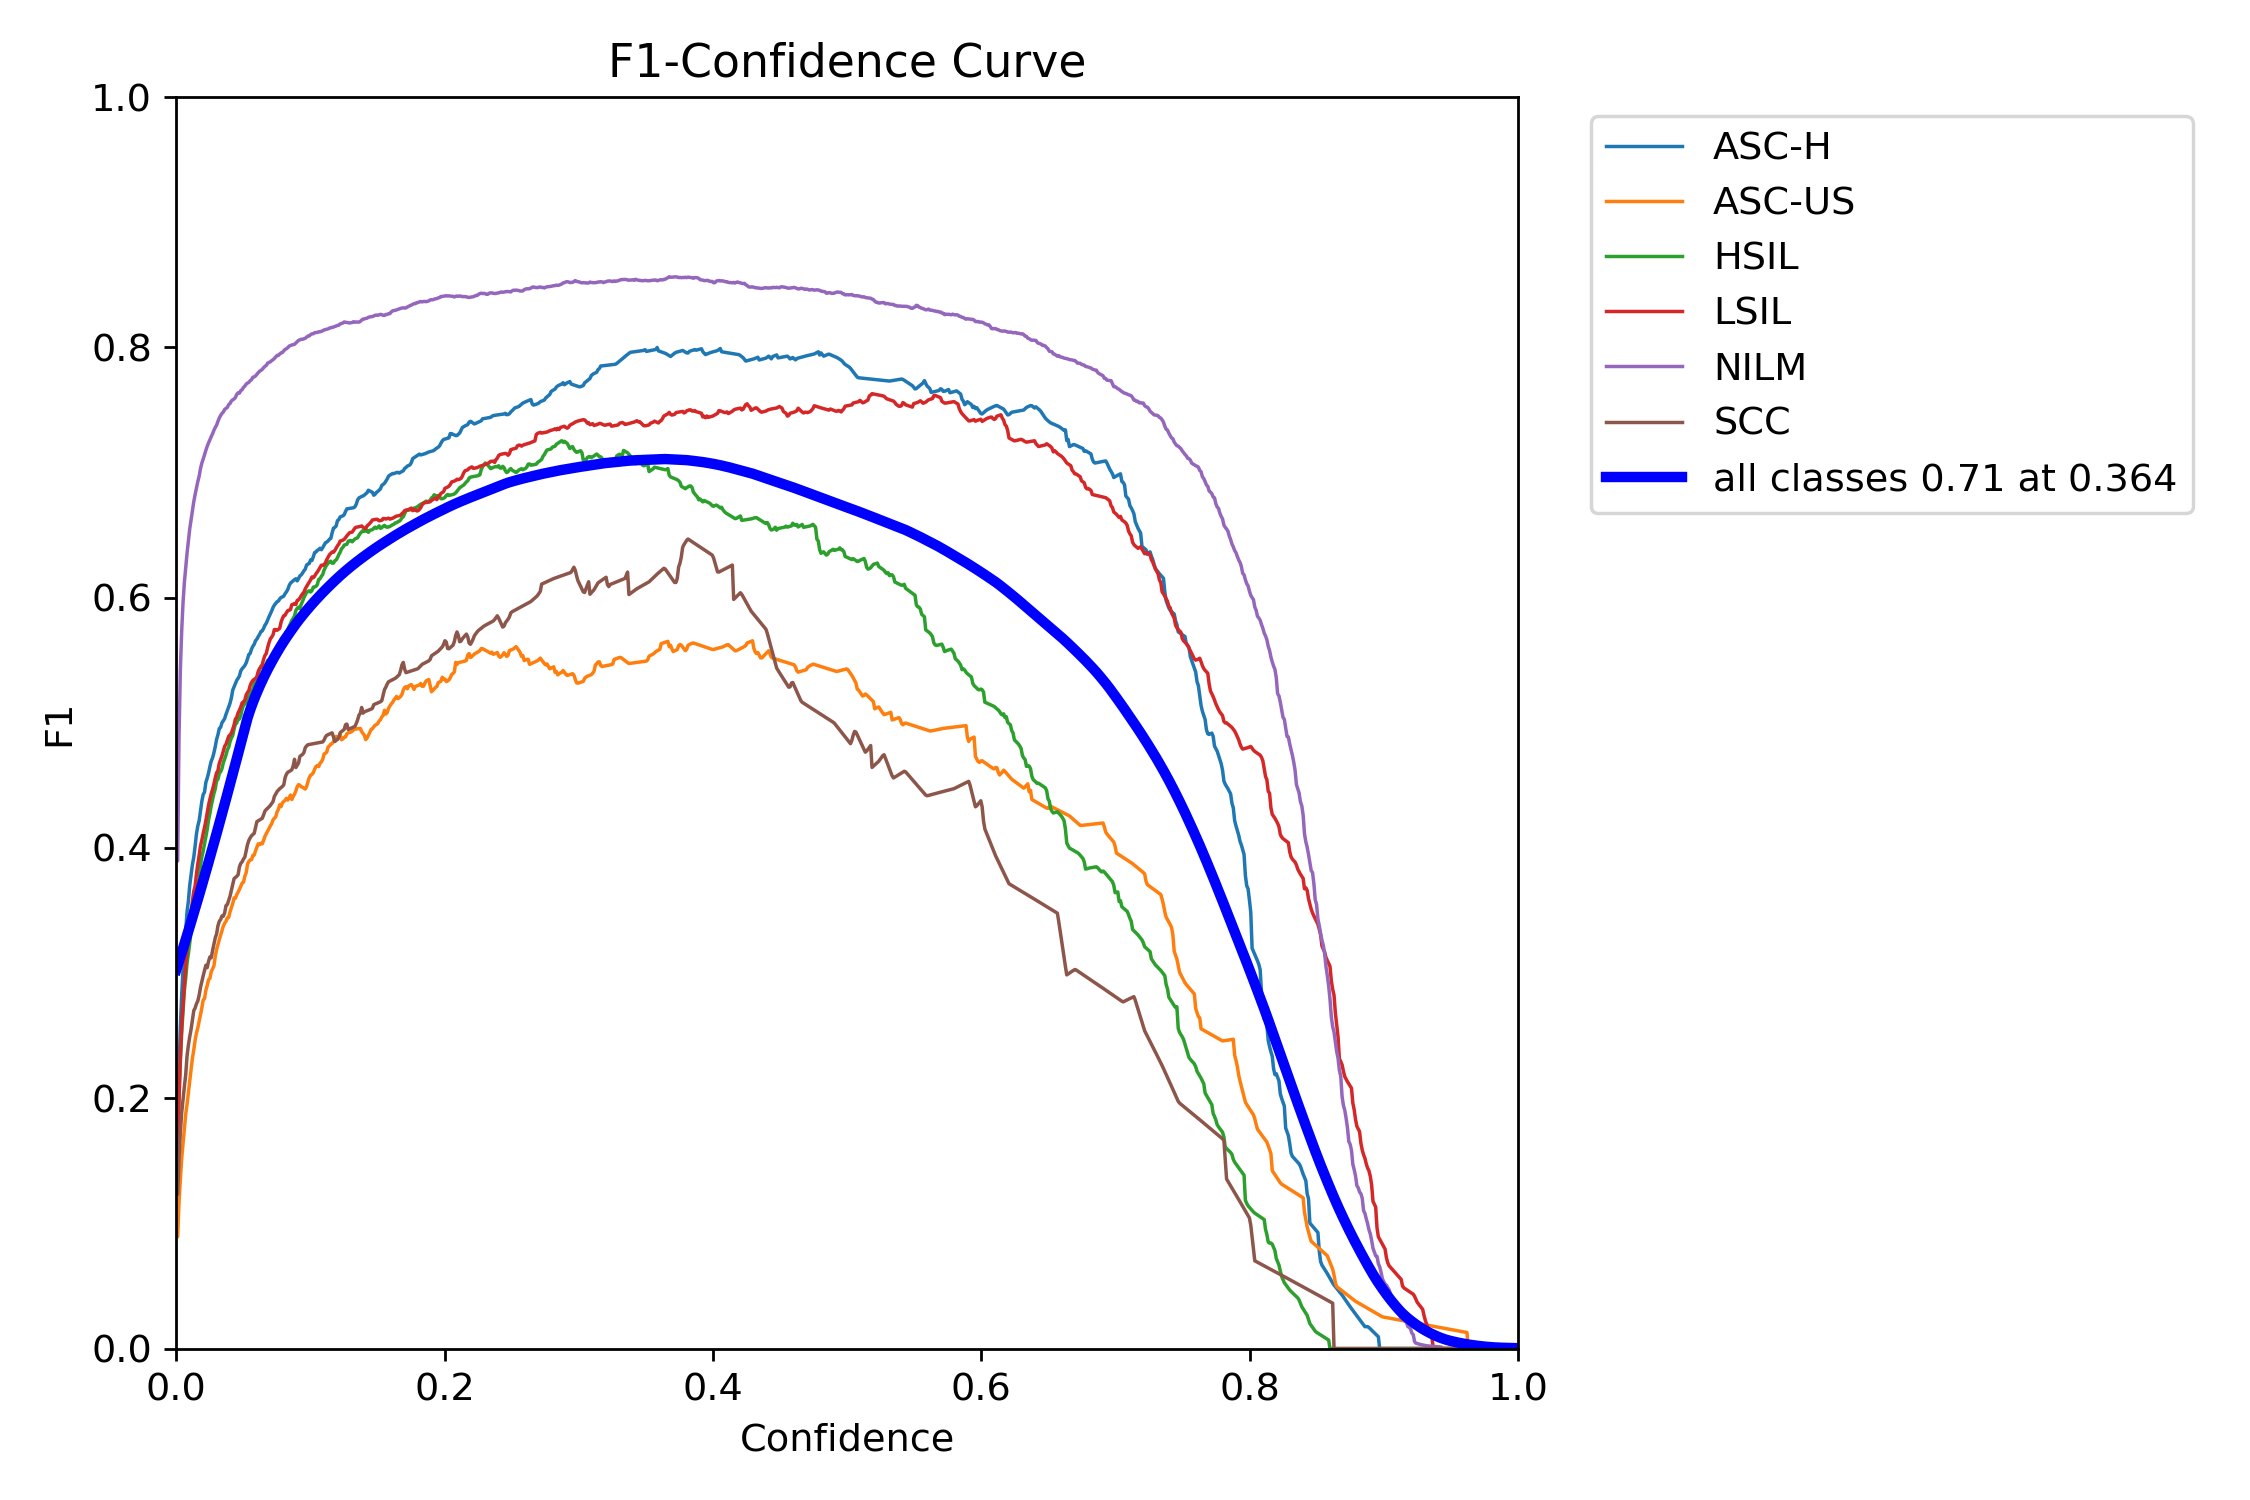 F1-Confidence Curve
1.0
0.8
0.6
0.4
0.2
0.0
F1
0.0 0.2 0.4 0.6 0.8 1.0
Confidence
ASC-H
ASC-US
HSIL
LSIL
NILM
SCC
all classes 0.71 at 0.364